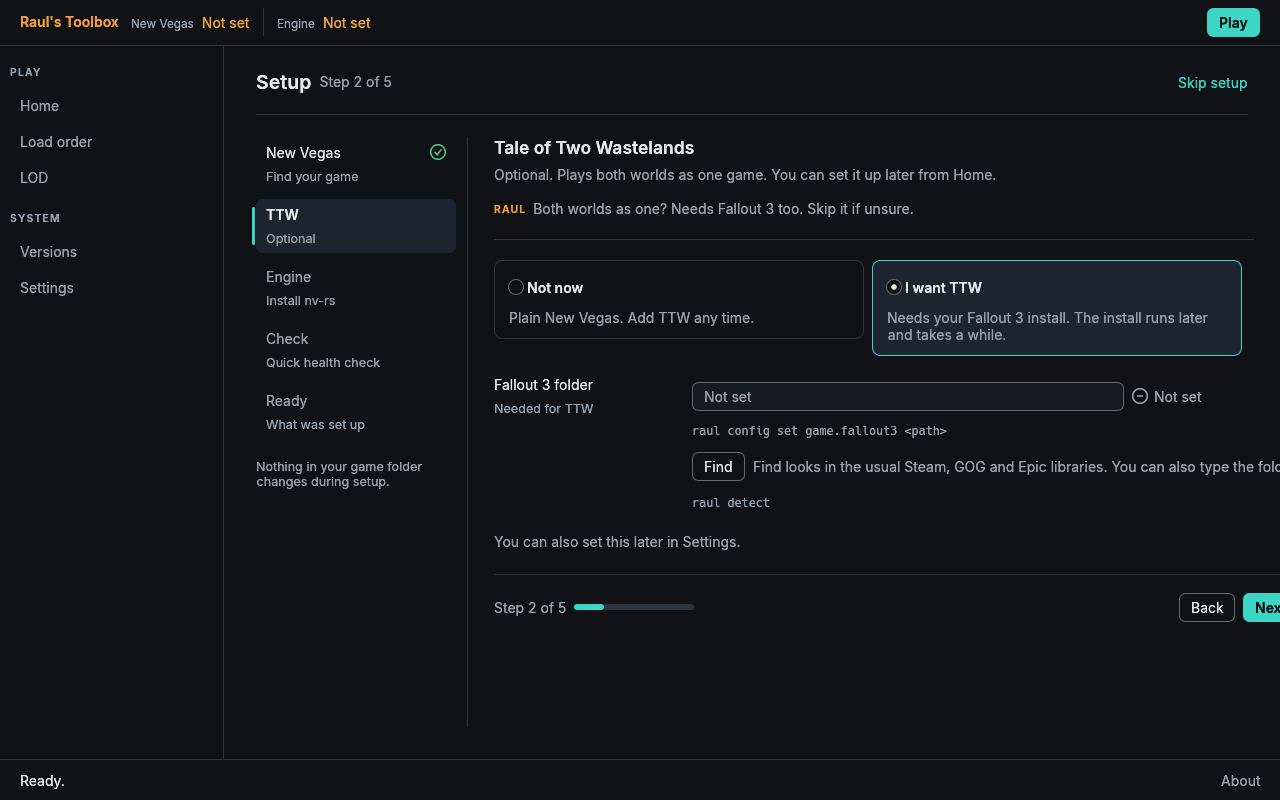 Raul's Toolbox New Vegas Not set Engine Not set Play
PLAY
Home
Load order
LOD
SYSTEM
Versions
Settings
Setup Step 2 of 5 Skip setup
New Vegas
Find your game
TTW
Optional
Engine
Install nv-rs
Check
Quick health check
Ready
What was set up
Nothing in your game folder
changes during setup.
Tale of Two Wastelands
Optional. Plays both worlds as one game. You can set it up later from Home.
RAUL Both worlds as one? Needs Fallout 3 too. Skip it if unsure.
Not now
Plain New Vegas. Add TTW any time.
I want TTW
Needs your Fallout 3 install. The install runs later
and takes a while.
Fallout 3 folder
Needed for TTW
Not set Not set
raul config set game.fallout3 <path>
Find Find looks in the usual Steam, GOG and Epic libraries. You can also type the
raul detect
You can also set this later in Settings.
Step 2 of 5 Back
Ready. About